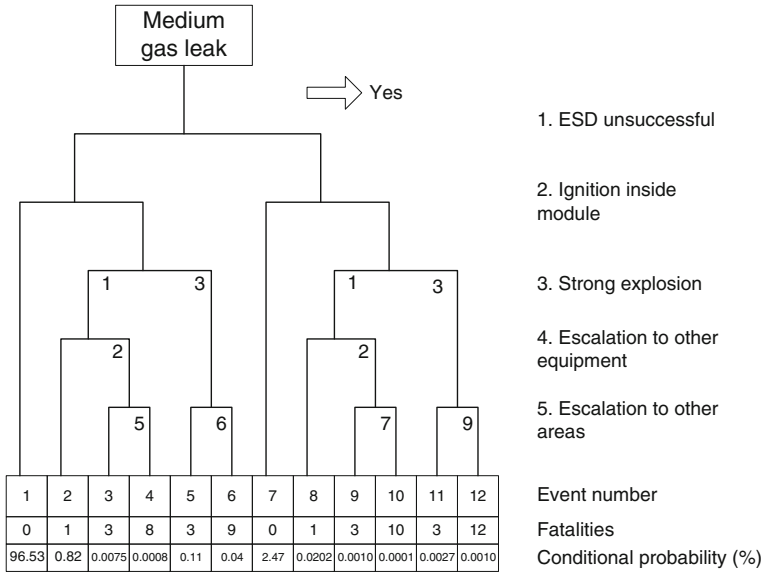 Medium
gas leak
Yes
1. ESD unsuccessful
2. Ignition inside
module
1 3 1 3
3. Strong explosion
2 2
4. Escalation to other
equipment
5 6 7 9
5. Escalation to other
areas
1 2 3 4 5 6 7 8 9 10 11 12 Event number
0 1 3 8 3 9 0 1 3 10 3 12 Fatalities
96.53 0.82 0.0075 0.0008 0.11 0.04 2.47 0.0202 0.0010 0.0001 0.0027 0.0010 Conditional probability (%)